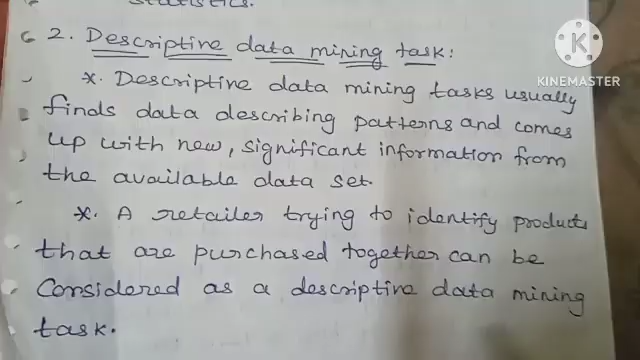 statistics.
2. Descriptive data mining task:
*. Descriptive data mining tasks usually
finds data describing patterns and comes
up with new, significant information from
the available data set.
*. A retailer trying to identify products
that are purchased together can be
Considered as a descriptive data mining
task.
K
KINEMASTER